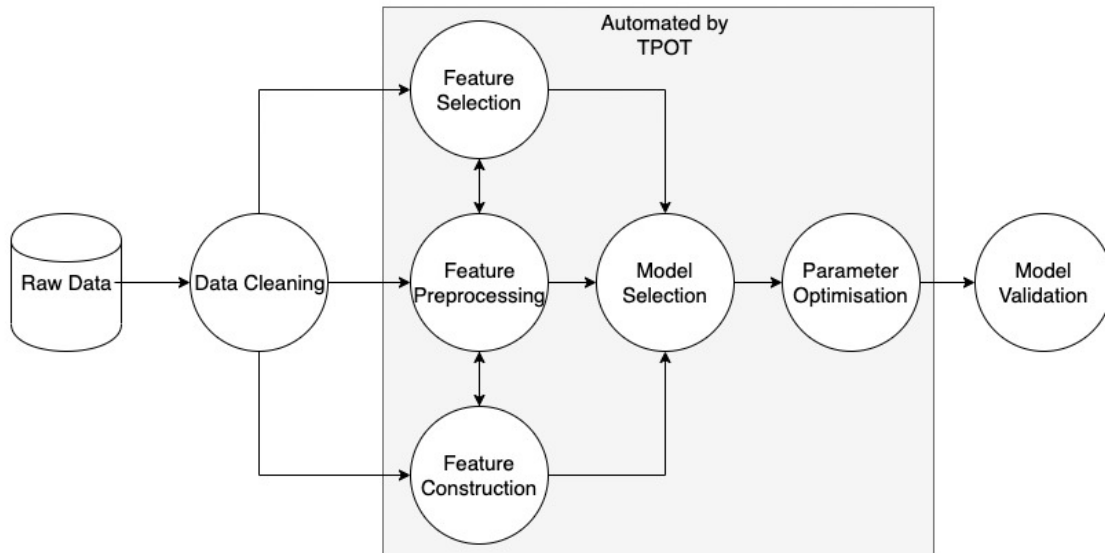 Automated by
TPOT
Feature
Selection
Raw Data
Data Cleaning
Feature
Preprocessing
Model
Selection
Parameter
Optimisation
Model
Validation
Feature
Construction